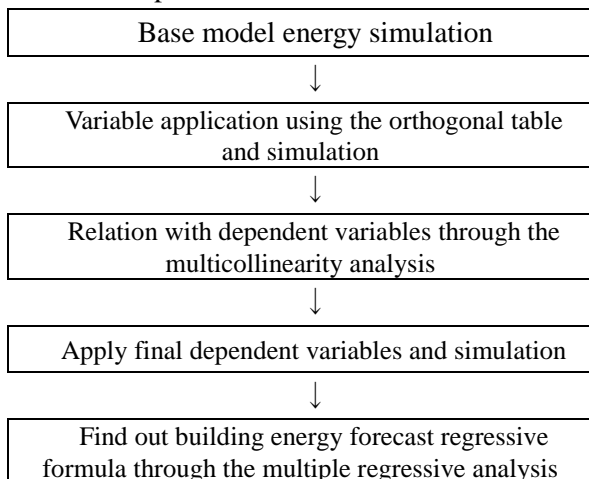 Base model energy simulation
↓
Variable application using the orthogonal table
and simulation
↓
Relation with dependent variables through the
multicollinearity analysis
↓
Apply final dependent variables and simulation
↓
Find out building energy forecast regressive
formula through the multiple regressive analysis